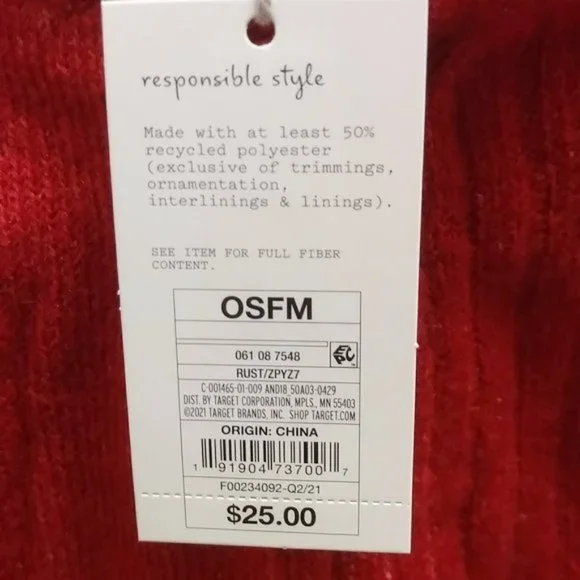 responsible style
Made with at least 50%
recycled polyester
(exclusive of trimmings,
ornamentation,
interlinings & linings).
SEE ITEM FOR FULL FIBER
CONTENT.
OSFM
061 08 7548
EPC
RUST/ZPYZ7
C-001465-01-009 AND18 50A03-0429
DIST. BY TARGET CORPORATION, MPLS., MN 55403
©2021 TARGET BRANDS, INC. SHOP TARGET.COM
ORIGIN: CHINA
1 91904 73700 7
F00234092-Q2/21
$25.00